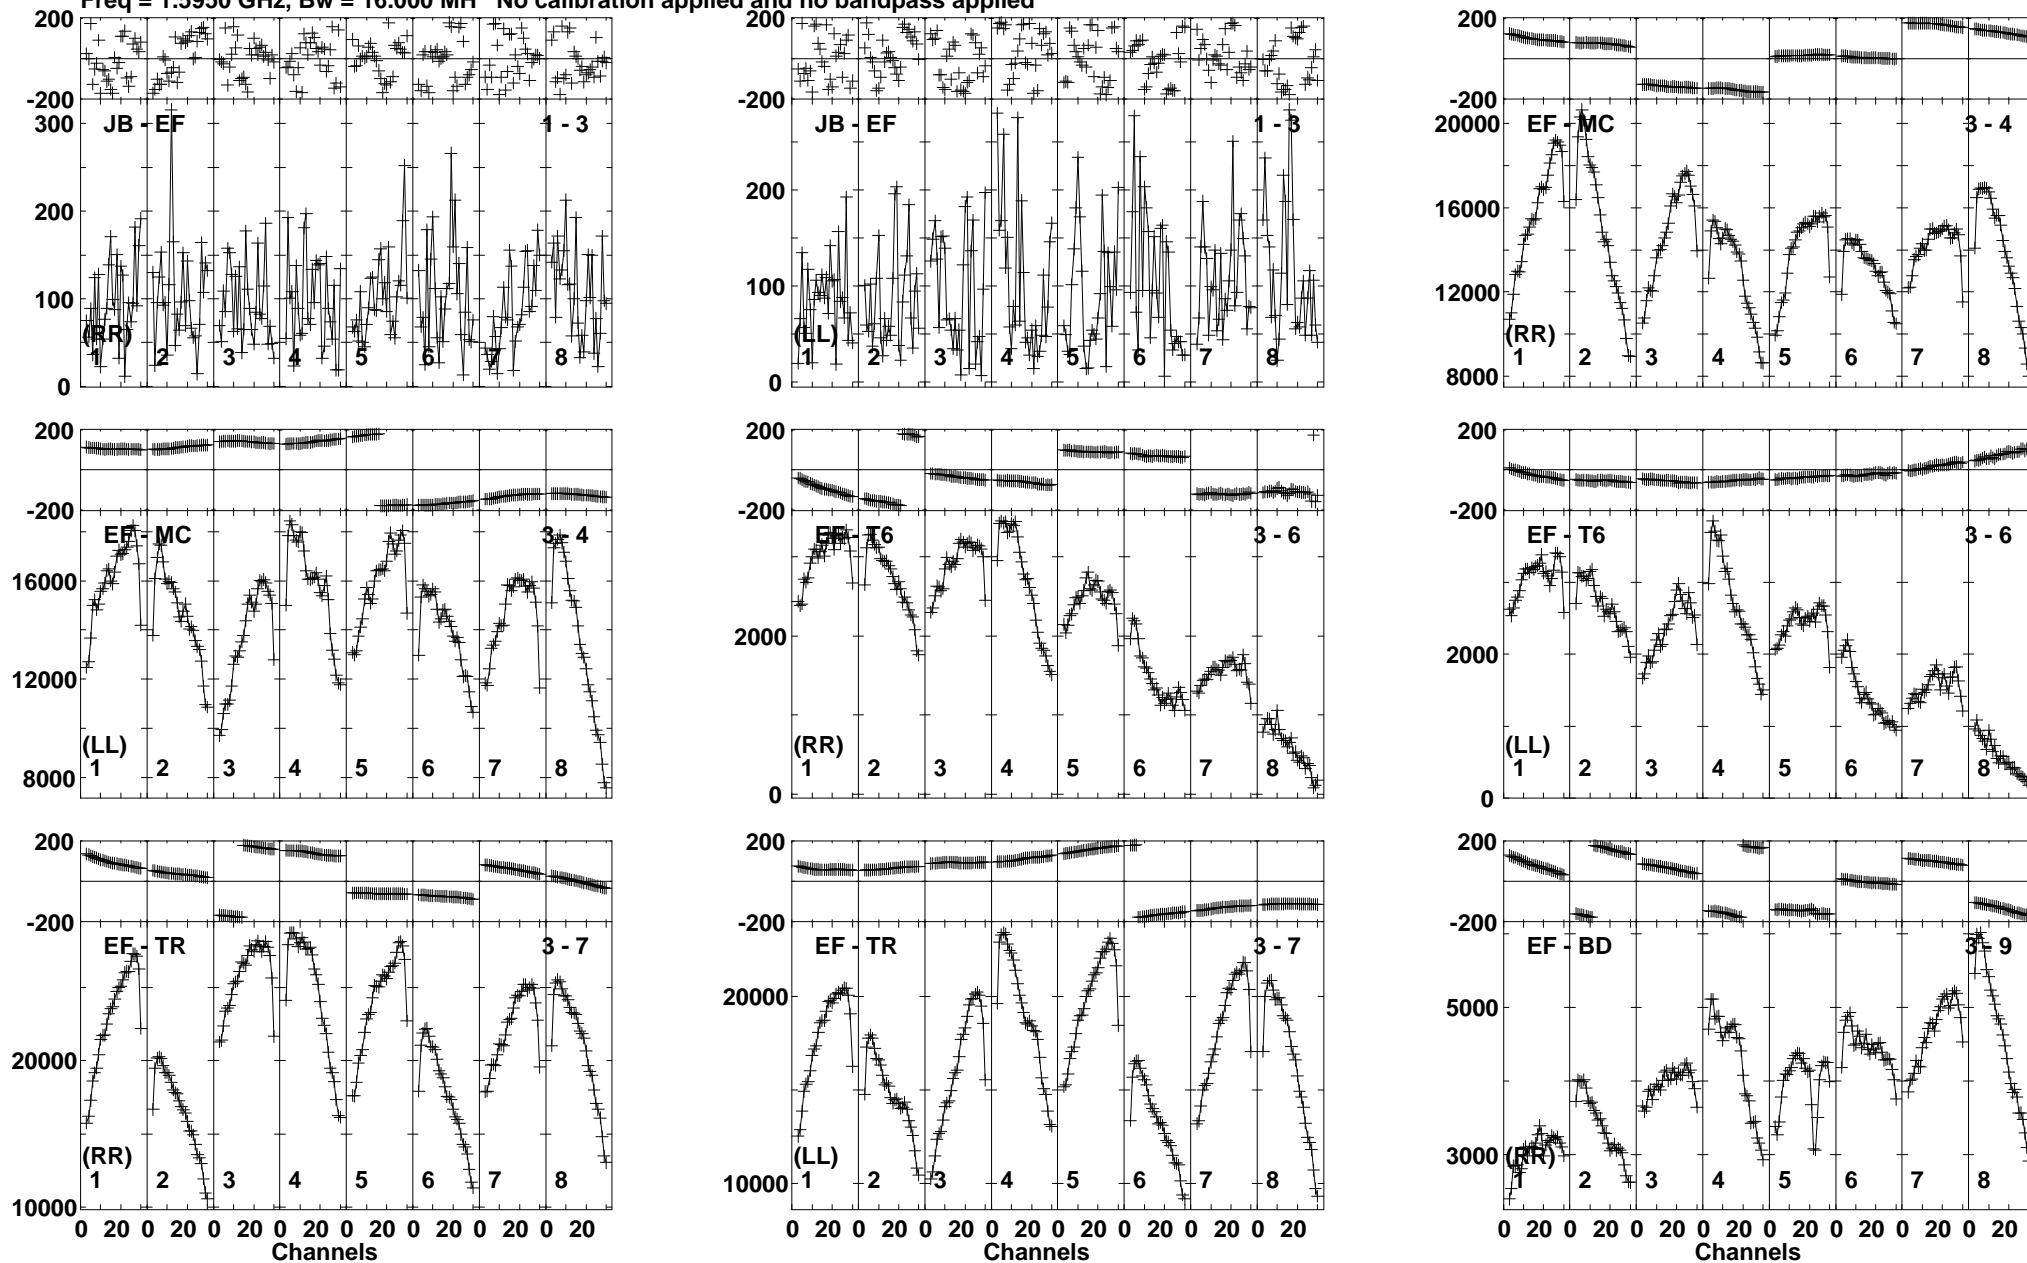 Freq = 1.5950 GHz, Bw = 16.000 MH No calibration applied and no bandpass applied
200
-200
JB - EF 1 - 3
300
200
100
0
(RR)
1 2 3 4 5 6 7 8
200
-200
JB - EF 1 - 3
200
100
0
(LL)
1 2 3 4 5 6 7 8
200
-200
EF - MC 3 - 4
20000
16000
12000
8000
(RR)
1 2 3 4 5 6 7 8
200
-200
EF - MC 3 - 4
16000
12000
8000
(LL)
1 2 3 4 5 6 7 8
200
-200
EF - T6 3 - 6
2000
0
(RR)
1 2 3 4 5 6 7 8
200
-200
EF - T6 3 - 6
2000
0
(LL)
1 2 3 4 5 6 7 8
200
-200
EF - TR 3 - 7
20000
10000
(RR)
1 2 3 4 5 6 7 8
0 20 0 20 0 20 0 20 0 20 0 20 0 20 0 20
Channels
200
-200
EF - TR 3 - 7
20000
10000
(LL)
1 2 3 4 5 6 7 8
0 20 0 20 0 20 0 20 0 20 0 20 0 20 0 20
Channels
200
-200
EF - BD 3 - 9
5000
3000
(RR)
1 2 3 4 5 6 7 8
0 20 0 20 0 20 0 20 0 20 0 20 0 20 0 20
Channels